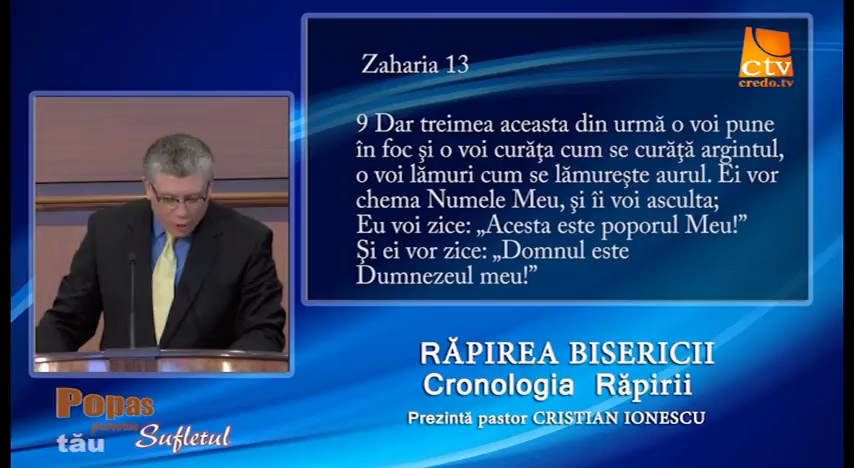 Zaharia 13
ctv
credo.tv
9 Dar treimea aceasta din urmă o voi pune
în foc şi o voi curăţa cum se curăţă argintul,
o voi lămuri cum se lămureşte aurul. Ei vor
chema Numele Meu, şi îi voi asculta;
Eu voi zice: „Acesta este poporul Meu!”
Şi ei vor zice: „Domnul este
Dumnezeul meu!”
RĂPIREA BISERICII
Cronologia Răpirii
Prezintă pastor CRISTIAN IONESCU
Popas
pentru
Sufletul
tău